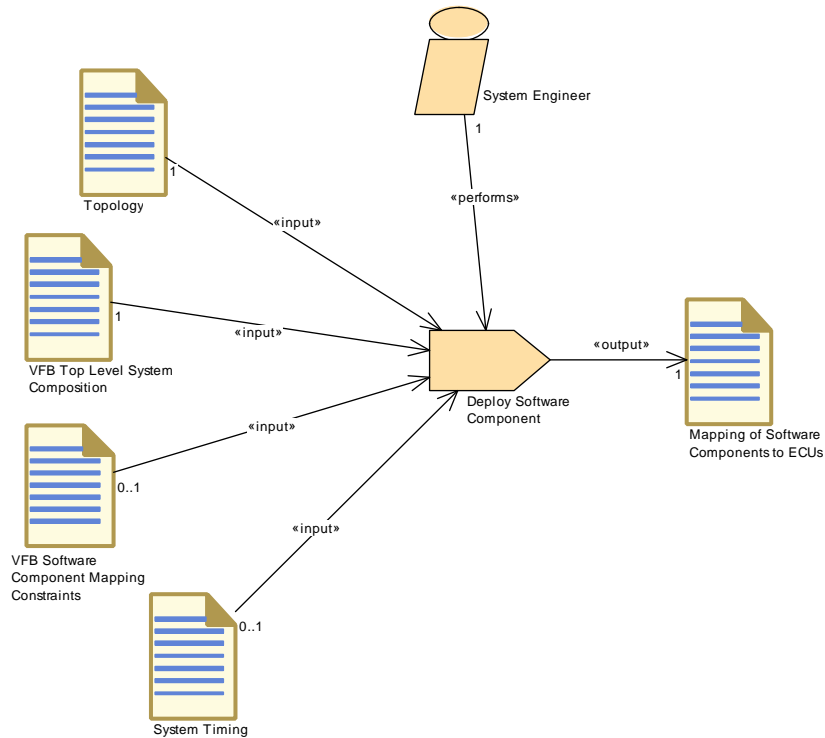 System Engineer
1
«performs»
Topology
1
«input»
VFB Top Level System
Composition
1
«input»
«output»
1
Deploy Software
Component
Mapping of Software
Components to ECUs
«input»
0..1
VFB Software
Component Mapping
Constraints
«input»
0..1
System Timing